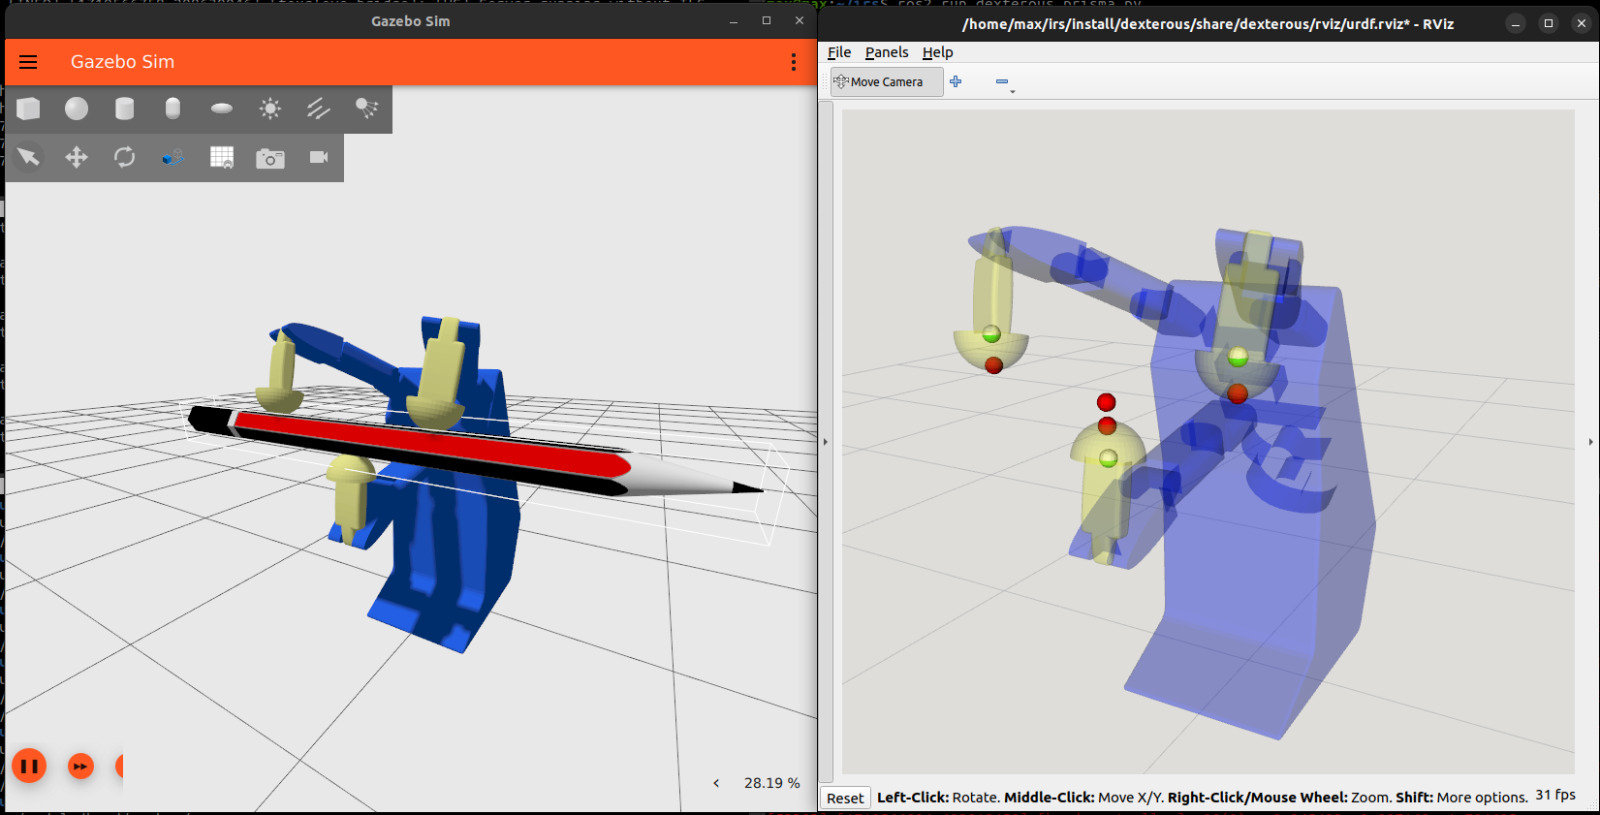 Gazebo Sim
Gazebo Sim
28.19 %
/home/max/irs/install/dexterous/share/dexterous/rviz/urdf.rviz* - RViz
File Panels Help
Move Camera
Reset Left-Click: Rotate. Middle-Click: Move X/Y. Right-Click/Mouse Wheel: Zoom. Shift: More options. 31 fps